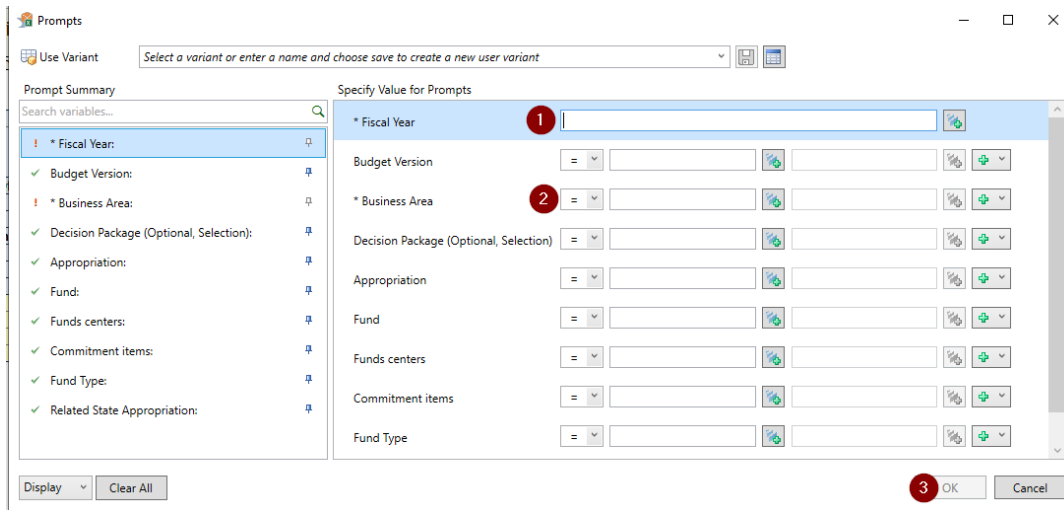 Prompts
Use Variant
Select a variant or enter a name and choose save to create a new user variant
Prompt Summary
Search variables...
! * Fiscal Year:
Budget Version:
! * Business Area:
Decision Package (Optional, Selection):
Appropriation:
Fund:
Funds centers:
Commitment items:
Fund Type:
Related State Appropriation:
Specify Value for Prompts
* Fiscal Year 1
Budget Version =
* Business Area 2 =
Decision Package (Optional, Selection) =
Appropriation =
Fund =
Funds centers =
Commitment items =
Fund Type =
Display Clear All 3 OK Cancel